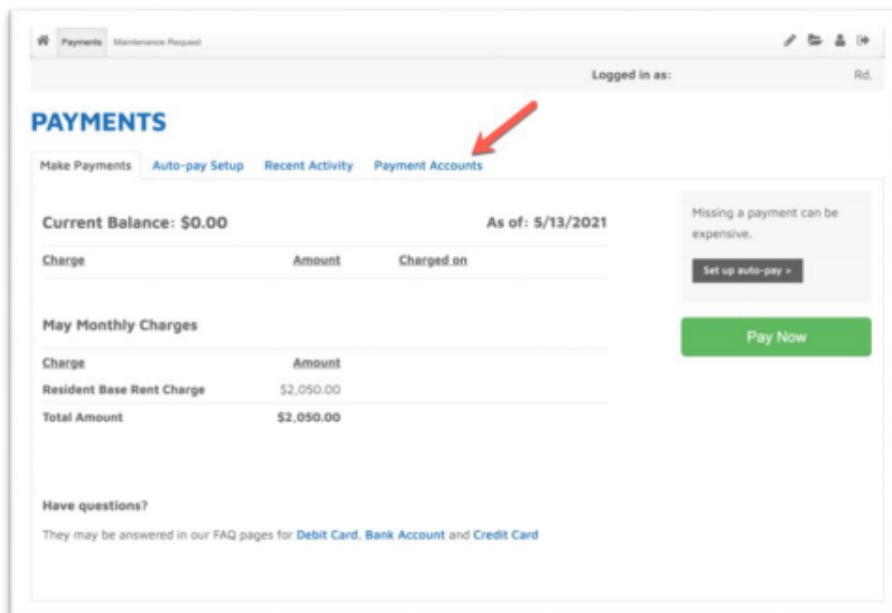 Payments Maintenance Request
Logged in as: Rd.
PAYMENTS
Make Payments Auto-pay Setup Recent Activity Payment Accounts
Current Balance: $0.00 As of: 5/13/2021
Charge Amount Charged on
May Monthly Charges
Charge Amount
Resident Base Rent Charge $2,050.00
Total Amount $2,050.00
Missing a payment can be
expensive.
Set up auto-pay »
Pay Now
Have questions?
They may be answered in our FAQ pages for Debit Card, Bank Account and Credit Card